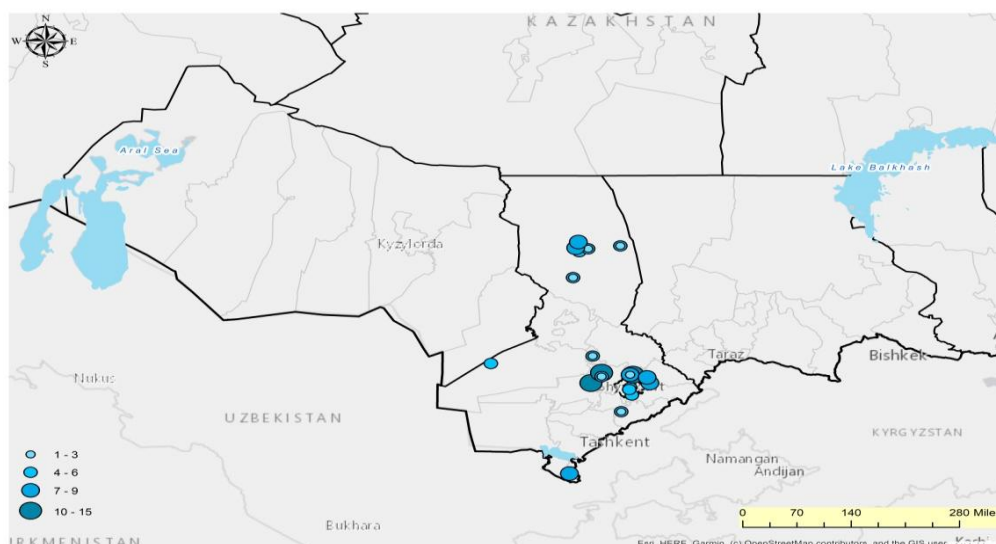 KAZAKHSTAN
N
W E
S
Aral Sea
Lake Balkhash
Kyzylorda
Taraz
Bishkek
Nukus
UZBEKISTAN
Tashkent
KYRGYZSTAN
Namangan
Andijan
1 - 3
4 - 6
7 - 9
10 - 15
Bukhara
0 70 140 280 Mile
Esri, HERE, Garmin, (c) OpenStreetMap contributors, and the GIS user